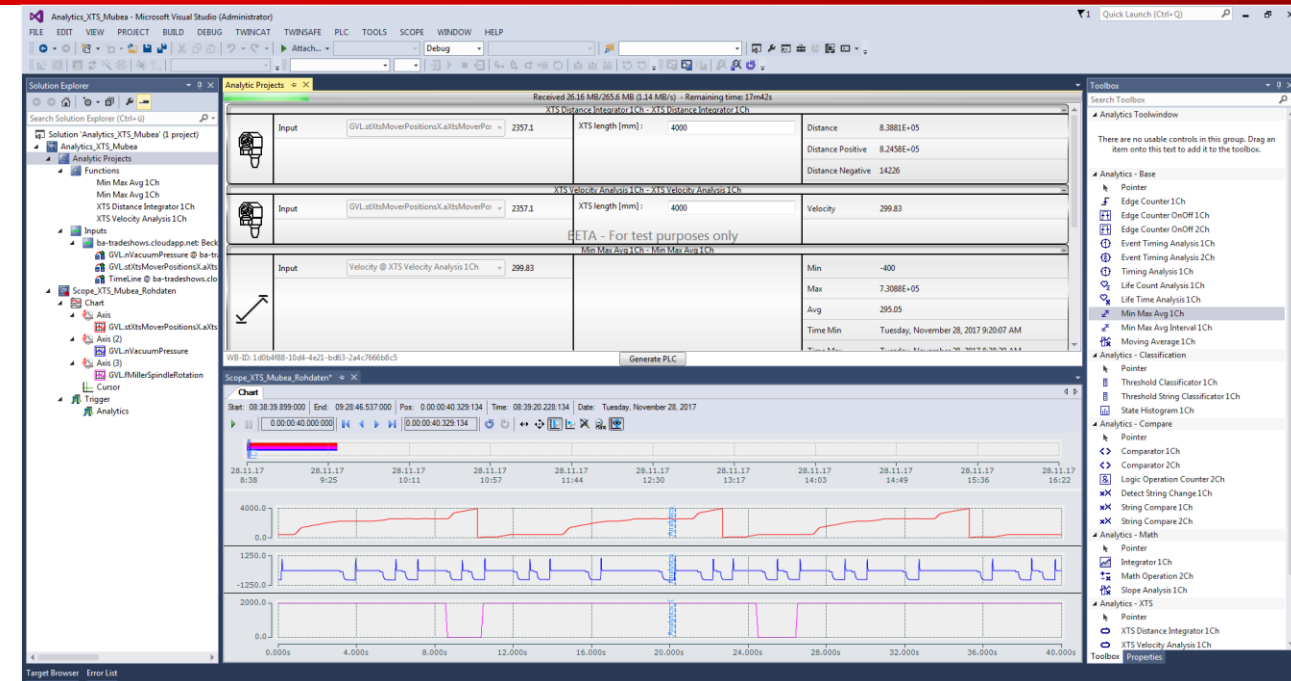 Analytics_XTS_Mubea - Microsoft Visual Studio (Administrator)
1 Quick Launch (Ctrl+Q)
FILE EDIT VIEW PROJECT BUILD DEBUG TWINCAT TWINSAFE PLC TOOLS SCOPE WINDOW HELP
Attach... Debug
Solution Explorer
Search Solution Explorer (Ctrl+ü)
Solution 'Analytics_XTS_Mubea' (1 project)
Analytics_XTS_Mubea
Analytic Projects
Functions
Min Max Avg 1Ch
Min Max Avg 1Ch
XTS Distance Integrator 1Ch
XTS Velocity Analysis 1Ch
Inputs
ba-tradeshows.cloudapp.net: Beck
GVL.nVacuumPressure @ ba-tr
GVL.stXtsMoverPositionsX.aXts
TimeLine @ ba-tradeshows.clo
Scope_XTS_Mubea_Rohdaten
Chart
Axis
GVL.stXtsMoverPositionsX.aXts
Axis (2)
GVL.nVacuumPressure
Axis (3)
GVL.fMillerSpindleRotation
Cursor
Trigger
Analytics
Analytic Projects
Received 26.16 MB/265.6 MB (1.14 MB/s) - Remaining time: 17m42s
XTS Distance Integrator 1Ch - XTS Distance Integrator 1Ch
Input GVL.stXtsMoverPositionsX.aXtsMoverPos 2357.1 XTS length [mm] : 4000 Distance 8.3881E+05
Distance Positive 8.2458E+05
Distance Negative 14226
XTS Velocity Analysis 1Ch - XTS Velocity Analysis 1Ch
Input GVL.stXtsMoverPositionsX.aXtsMoverPos 2357.1 XTS length [mm] : 4000 Velocity 299.83
BETA - For test purposes only
Min Max Avg 1Ch - Min Max Avg 1Ch
Input Velocity @ XTS Velocity Analysis 1Ch 299.83 Min -400
Max 7.3088E+05
Avg 295.05
Time Min Tuesday, November 28, 2017 9:20:07 AM
WB-ID: 1d0b4f88-10d4-4e21-bd63-2a4c7666b8c5 Generate PLC
Scope_XTS_Mubea_Rohdaten*
Chart
Start: 08:38:39.899:000 End: 09:28:46.537:000 Pos: 0.00:00:40.329:134 Time: 08:39:20.228:134 Date: Tuesday, November 28, 2017
0.00:00:40.000:000 0.00:00:40.329:134
28.11.17 28.11.17 28.11.17 28.11.17 28.11.17 28.11.17 28.11.17 28.11.17 28.11.17 28.11.17 28.11.17
8:38 9:25 10:11 10:57 11:44 12:30 13:17 14:03 14:49 15:36 16:22
4000.0
0.0
1250.0
-1250.0
2000.0
0.0
0.000s 4.000s 8.000s 12.000s 16.000s 20.000s 24.000s 28.000s 32.000s 36.000s 40.000s
Toolbox
Search Toolbox
Analytics Toolwindow
There are no usable controls in this group. Drag an
item onto this text to add it to the toolbox.
Analytics - Base
Pointer
Edge Counter 1Ch
Edge Counter OnOff 1Ch
Edge Counter OnOff 2Ch
Event Timing Analysis 1Ch
Event Timing Analysis 2Ch
Timing Analysis 1Ch
Life Count Analysis 1Ch
Life Time Analysis 1Ch
Min Max Avg 1Ch
Min Max Avg Interval 1Ch
Moving Average 1Ch
Analytics - Classification
Pointer
Threshold Classificator 1Ch
Threshold String Classificator 1Ch
State Histogram 1Ch
Analytics - Compare
Pointer
Comparator 1Ch
Comparator 2Ch
Logic Operation Counter 2Ch
Detect String Change 1Ch
String Compare 1Ch
String Compare 2Ch
Analytics - Math
Pointer
Integrator 1Ch
Math Operation 2Ch
Slope Analysis 1Ch
Analytics - XTS
Pointer
XTS Distance Integrator 1Ch
XTS Velocity Analysis 1Ch
Toolbox Properties
Target Browser Error List